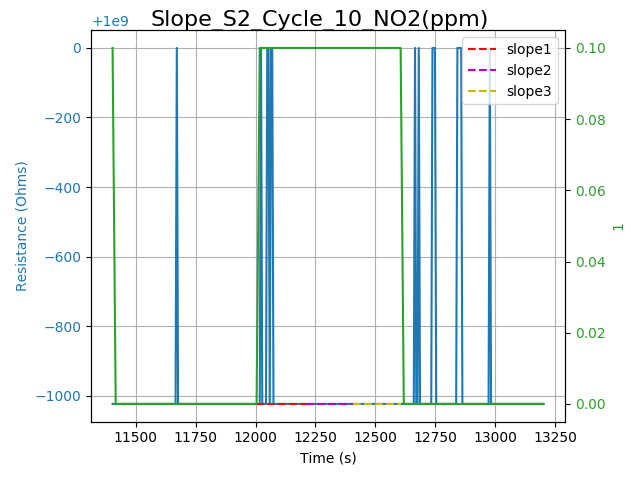 Slope_S2_Cycle_10_NO2(ppm)
+1e9
0
−200
−400
−600
−800
−1000
Resistance (Ohms)
slope1
slope2
slope3
0.10
0.08
0.06
0.04
0.02
0.00
1
11500 11750 12000 12250 12500 12750 13000 13250
Time (s)